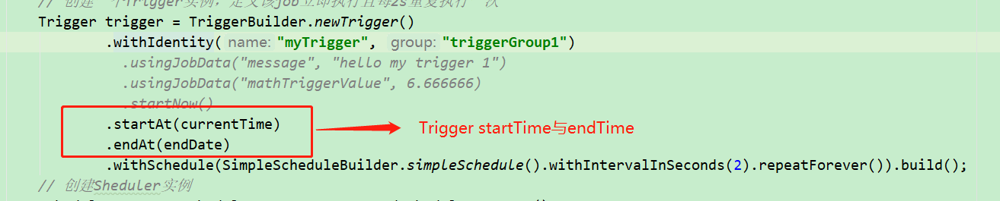 // 创建一个Trigger实例，定义该job立即执行且每2s重复执行一次
Trigger trigger = TriggerBuilder.newTrigger()
.withIdentity( name: "myTrigger", group: "triggerGroup1")
.usingJobData("message", "hello my trigger 1")
.usingJobData("mathTriggerValue", 6.666666)
.startNow()
.startAt(currentTime)
Trigger startTime与endTime
.endAt(endDate)
.withSchedule(SimpleScheduleBuilder.simpleSchedule().withIntervalInSeconds(2).repeatForever()).build();
// 创建Sheduler实例